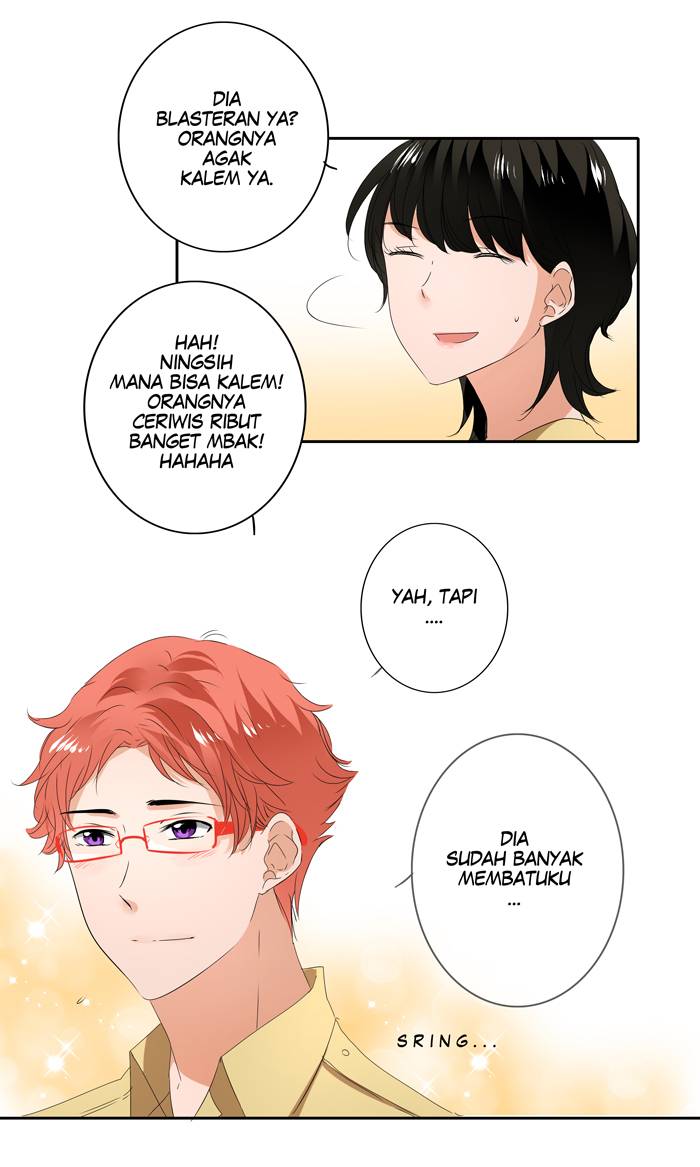 DIA
BLASTERAN YA?
ORANGNYA
AGAK
KALEM YA.
HAH!
NINGSIH
MANA BISA KALEM!
ORANGNYA
CERIWIS RIBUT
BANGET MBAK!
HAHAHA
YAH, TAPI
....
DIA
SUDAH BANYAK
MEMBATUKU
...
SRING...